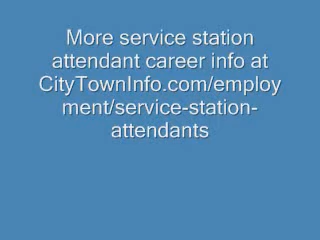 More service station
attendant career info at
CityTownInfo.com/employ
ment/service-station-
attendants